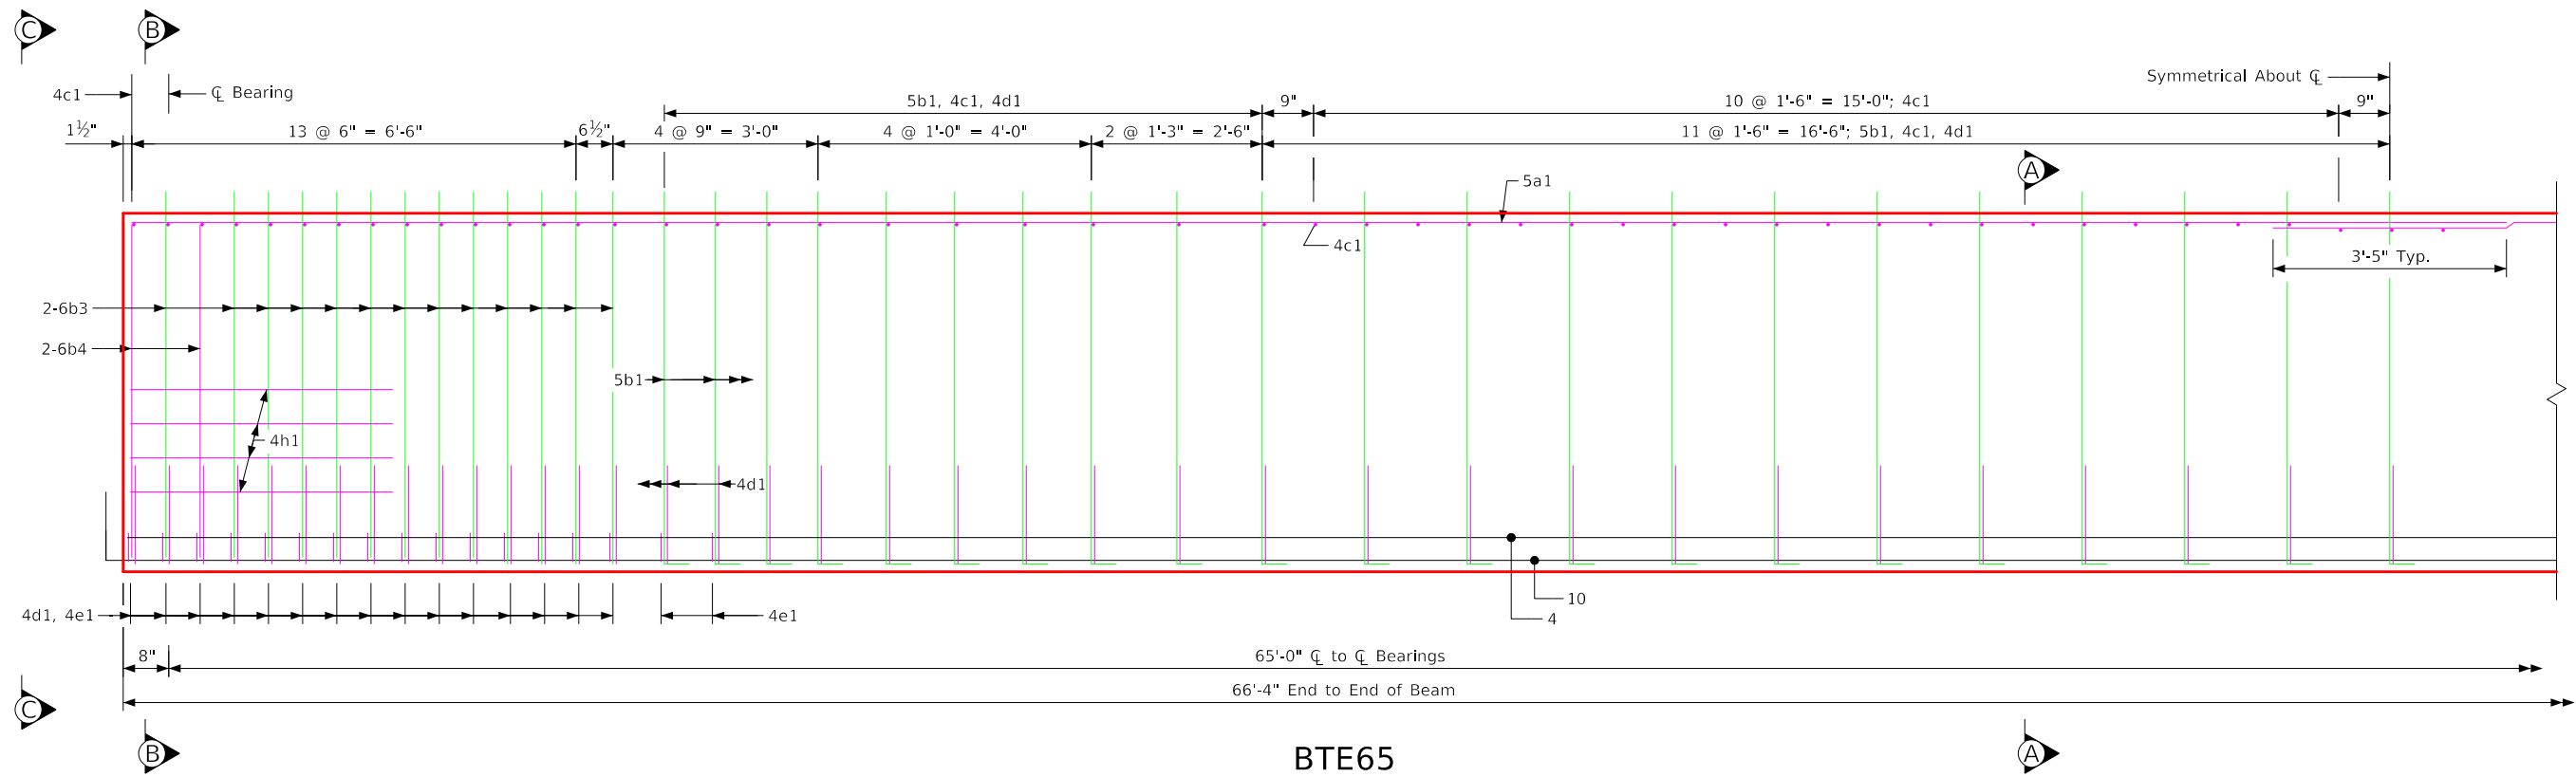 C
B
Symmetrical About ℄
4c1
℄ Bearing
5b1, 4c1, 4d1
9"
10 @ 1'-6" = 15'-0"; 4c1
9"
1½"
13 @ 6" = 6'-6"
6½"
4 @ 9" = 3'-0"
4 @ 1'-0" = 4'-0"
2 @ 1'-3" = 2'-6"
11 @ 1'-6" = 16'-6"; 5b1, 4c1, 4d1
A
5a1
4c1
3'-5" Typ.
2-6b3
2-6b4
5b1
4h1
4d1
10
4d1, 4e1
4e1
4
8"
65'-0" ℄ to ℄ Bearings
66'-4" End to End of Beam
C
B
BTE65
A